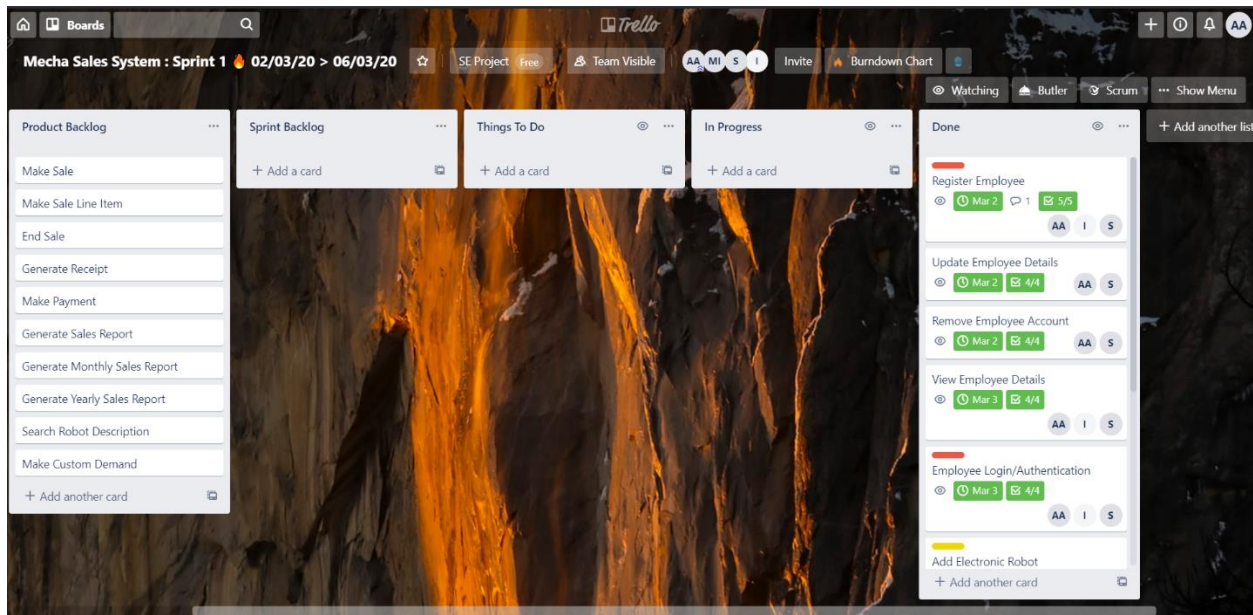 Boards
Trello
AA
Mecha Sales System : Sprint 1 🔥 02/03/20 > 06/03/20
SE Project Free
Team Visible
AA MI S I
Invite
Burndown Chart
Watching
Butler
Scrum
... Show Menu
Product Backlog
Make Sale
Make Sale Line Item
End Sale
Generate Receipt
Make Payment
Generate Sales Report
Generate Monthly Sales Report
Generate Yearly Sales Report
Search Robot Description
Make Custom Demand
+ Add another card
Sprint Backlog
+ Add a card
Things To Do
+ Add a card
In Progress
+ Add a card
Done
Register Employee
Mar 2 1 5/5
AA I S
Update Employee Details
Mar 2 4/4 AA S
Remove Employee Account
Mar 2 4/4 AA S
View Employee Details
Mar 3 4/4
AA I S
Employee Login/Authentication
Mar 3 4/4
AA I S
Add Electronic Robot
+ Add another card
+ Add another list